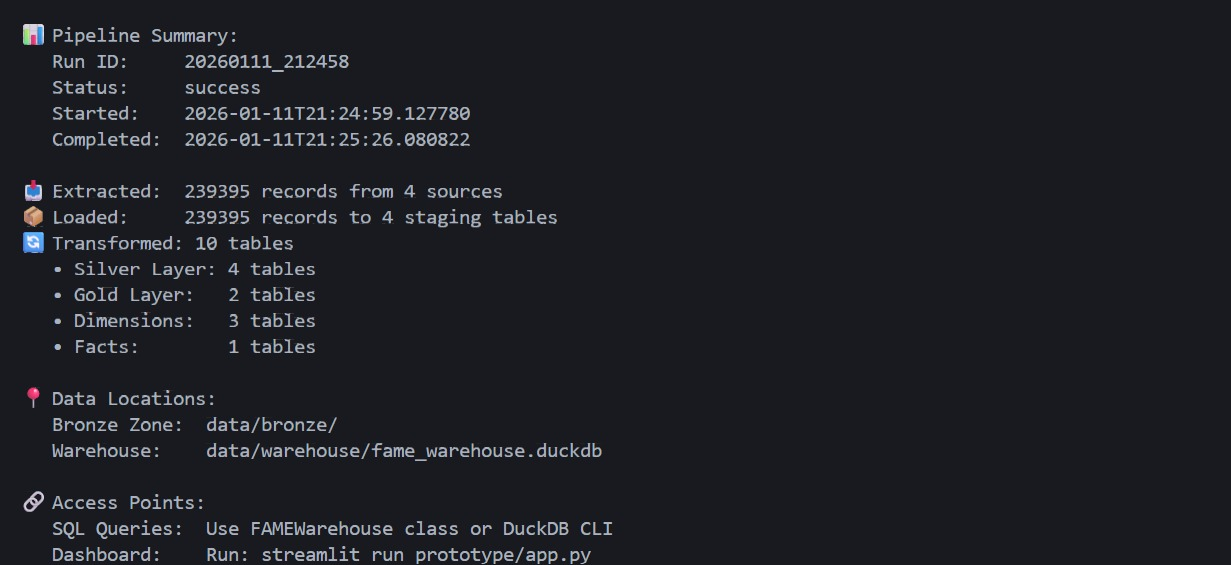 📊 Pipeline Summary:
Run ID: 20260111_212458
Status: success
Started: 2026-01-11T21:24:59.127780
Completed: 2026-01-11T21:25:26.080822
📥 Extracted: 239395 records from 4 sources
📦 Loaded: 239395 records to 4 staging tables
🔄 Transformed: 10 tables
• Silver Layer: 4 tables
• Gold Layer: 2 tables
• Dimensions: 3 tables
• Facts: 1 tables
📍 Data Locations:
Bronze Zone: data/bronze/
Warehouse: data/warehouse/fame_warehouse.duckdb
🔗 Access Points:
SQL Queries: Use FAMEWarehouse class or DuckDB CLI
Dashboard: Run: streamlit run prototype/app.py